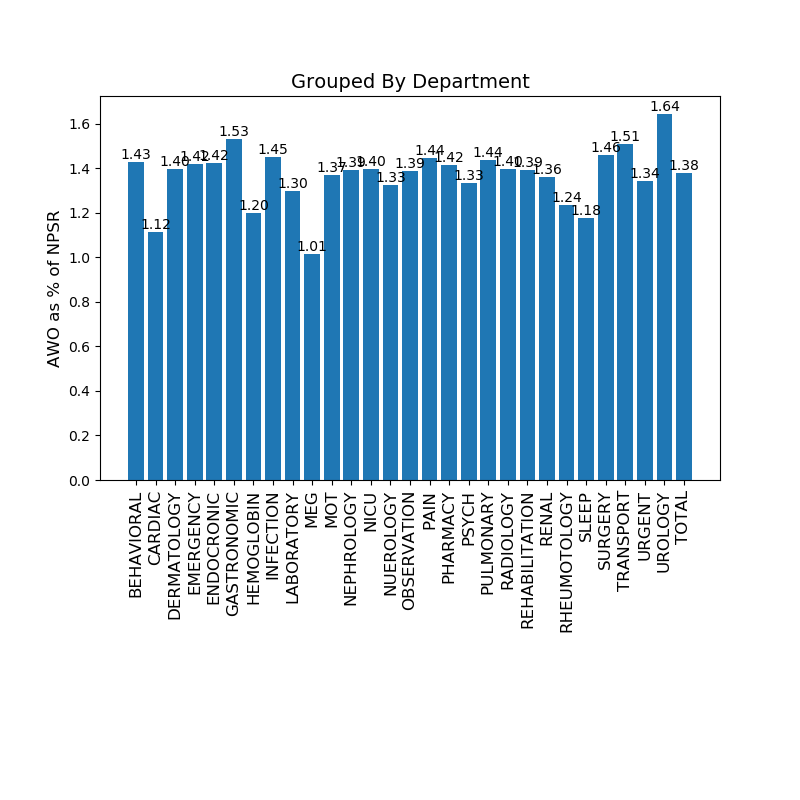 Grouped By Department
AWO as % of NPSR
1.6
1.4
1.2
1.0
0.8
0.6
0.4
0.2
0.0
1.43
1.12
1.40
1.42
1.42
1.53
1.20
1.45
1.30
1.01
1.37
1.39
1.40
1.33
1.39
1.44
1.42
1.33
1.44
1.40
1.39
1.36
1.24
1.18
1.46
1.51
1.34
1.64
1.38
BEHAVIORAL
CARDIAC
DERMATOLOGY
EMERGENCY
ENDOCRONIC
GASTRONOMIC
HEMOGLOBIN
INFECTION
LABORATORY
MEG
MOT
NEPHROLOGY
NICU
NUEROLOGY
OBSERVATION
PAIN
PHARMACY
PSYCH
PULMONARY
RADIOLOGY
REHABILITATION
RENAL
RHEUMOTOLOGY
SLEEP
SURGERY
TRANSPORT
URGENT
UROLOGY
TOTAL